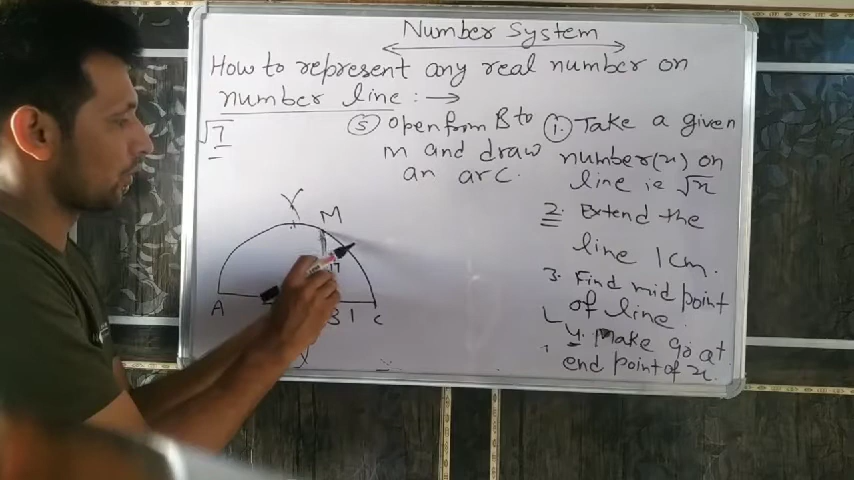 Number System
How to represent any real number on
number line :→
√7
⑤ open from B to
M and draw
an arc.
① Take a given
number(x) on
line ie √x
2. Extend the
line 1cm.
3. Find mid point
of line.
4. Make 90 at
end point of x.
Y
M
A
B 1 C